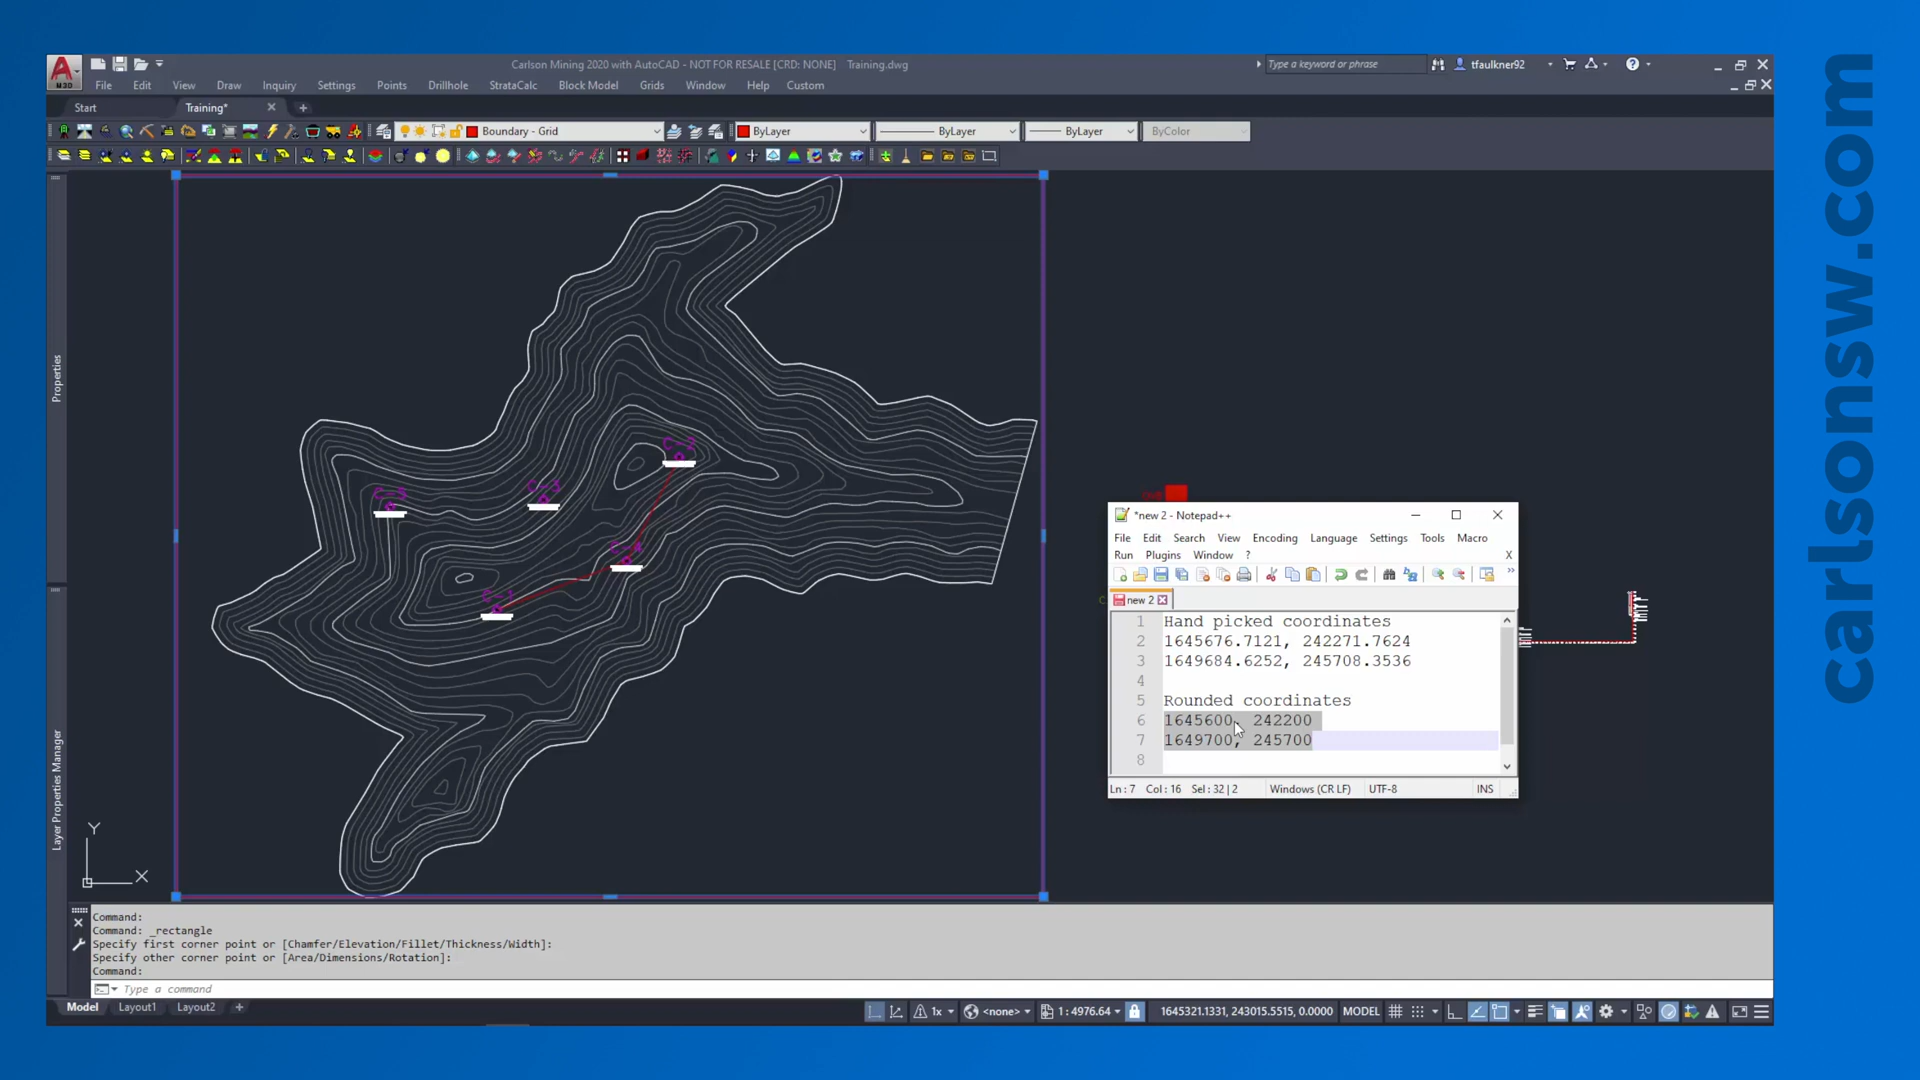 Carlson Mining 2020 with AutoCAD - NOT FOR RESALE [CRD: NONE] Training.dwg
Type a keyword or phrase
tfaulkner92
M3D
File Edit View Draw Inquiry Settings Points Drillhole StrataCalc Block Model Grids Window Help Custom
Start
Training*
Boundary - Grid
ByLayer
ByLayer
ByLayer
ByColor
Properties
Layer Properties Manager
C-4
C-1
Y
X
*new 2 - Notepad++
File Edit Search View Encoding Language Settings Tools Macro
Run Plugins Window ? X
new 2
1 Hand picked coordinates
2 1645676.7121, 242271.7624
3 1649684.6252, 245708.3536
4
5 Rounded coordinates
6 1645600, 242200
7 1649700, 245700
8
Ln : 7 Col : 16 Sel : 32 | 2 Windows (CR LF) UTF-8 INS
Command:
Command: _rectangle
Specify first corner point or [Chamfer/Elevation/Fillet/Thickness/Width]:
Specify other corner point or [Area/Dimensions/Rotation]:
Command:
Type a command
Model Layout1 Layout2
1x
<none>
1 : 4976.64
1645321.1331, 243015.5515, 0.0000 MODEL
carlsonsw.com